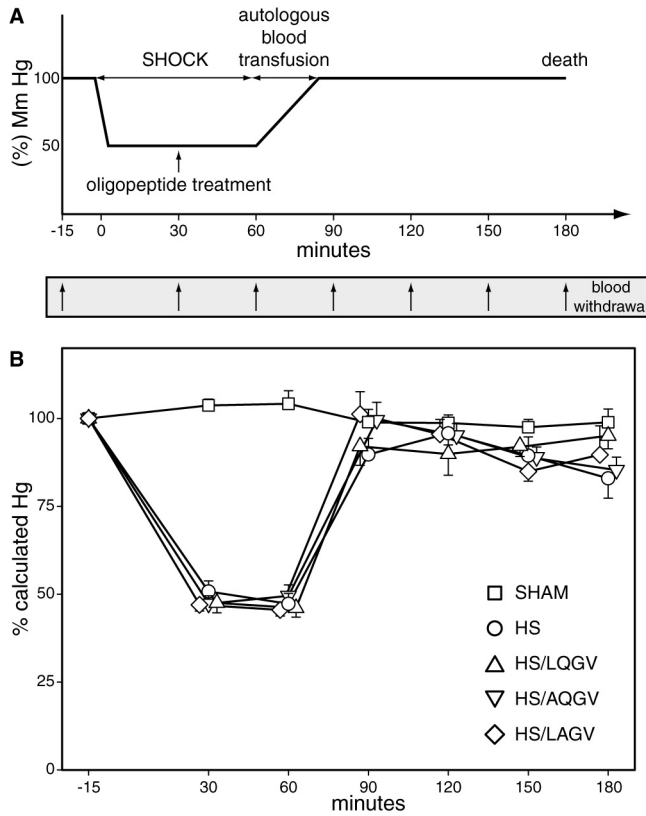 A
autologous
blood
transfusion
SHOCK
death
100
(%) Mm Hg
50
oligopeptide treatment
-15 0 30 60 90 120 150 180
minutes
blood
withdrawa
B
100
75
50
25
0
% calculated Hg
SHAM
HS
HS/LQGV
HS/AQGV
HS/LAGV
-15 30 60 90 120 150 180
minutes